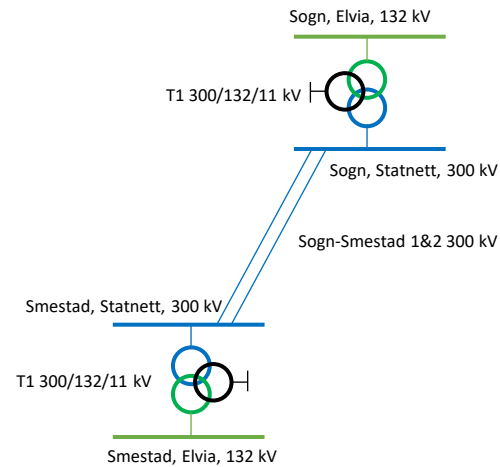 Sogn, Elvia, 132 kV
T1 300/132/11 kV
Sogn, Statnett, 300 kV
Sogn-Smestad 1&2 300 kV
Smestad, Statnett, 300 kV
T1 300/132/11 kV
Smestad, Elvia, 132 kV